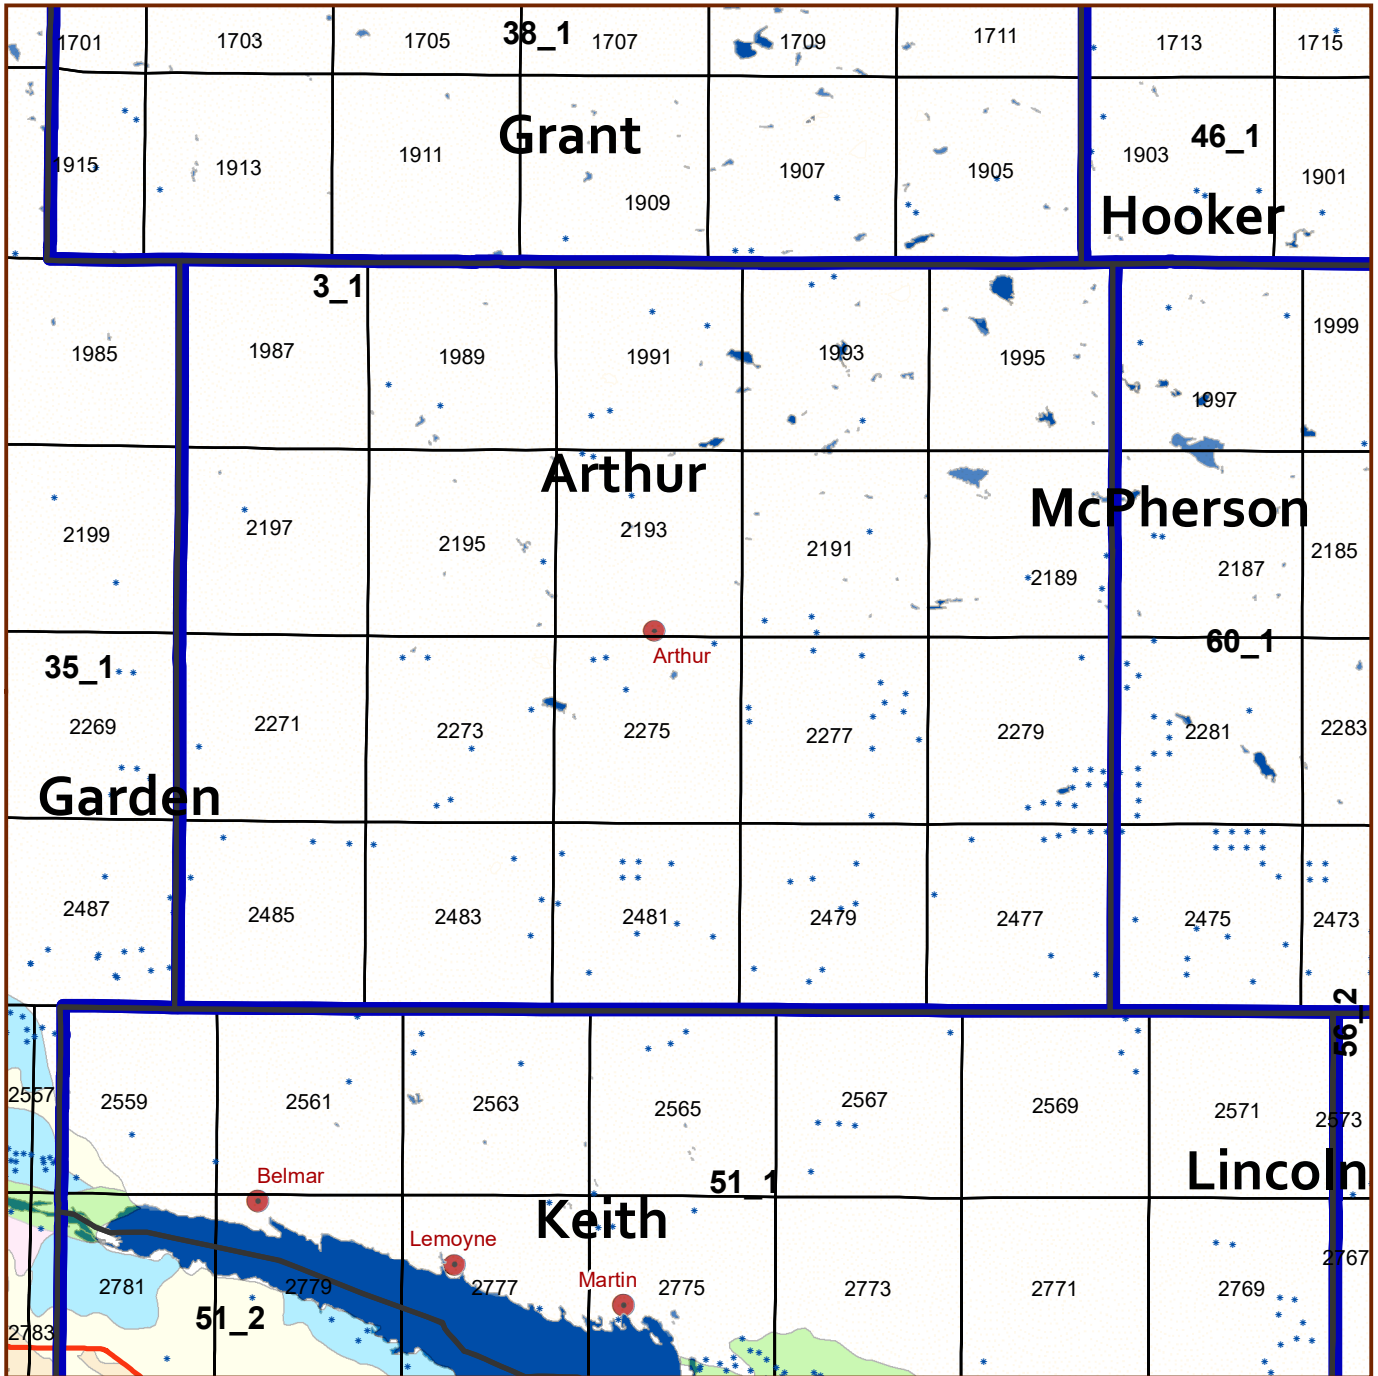 38_1
1701 1703 1705 1707 1709 1711 1713 1715
Grant
46_1
1915 1913 1911 1909 1907 1905 1903 1901
Hooker
3_1
1985 1987 1989 1991 1993 1995 1997 1999
Arthur
McPherson
2199 2197 2195 2193 2191 2189 2187 2185
Arthur
35_1
60_1
2269 2271 2273 2275 2277 2279 2281 2283
Garden
2487 2485 2483 2481 2479 2477 2475 2473
56_2
2557 2559 2561 2563 2565 2567 2569 2571 2573
Belmar
51_1
Lincoln
Keith
Lemoyne
Martin
2781 2779 2777 2775 2773 2771 2769 2767
51_2
2783